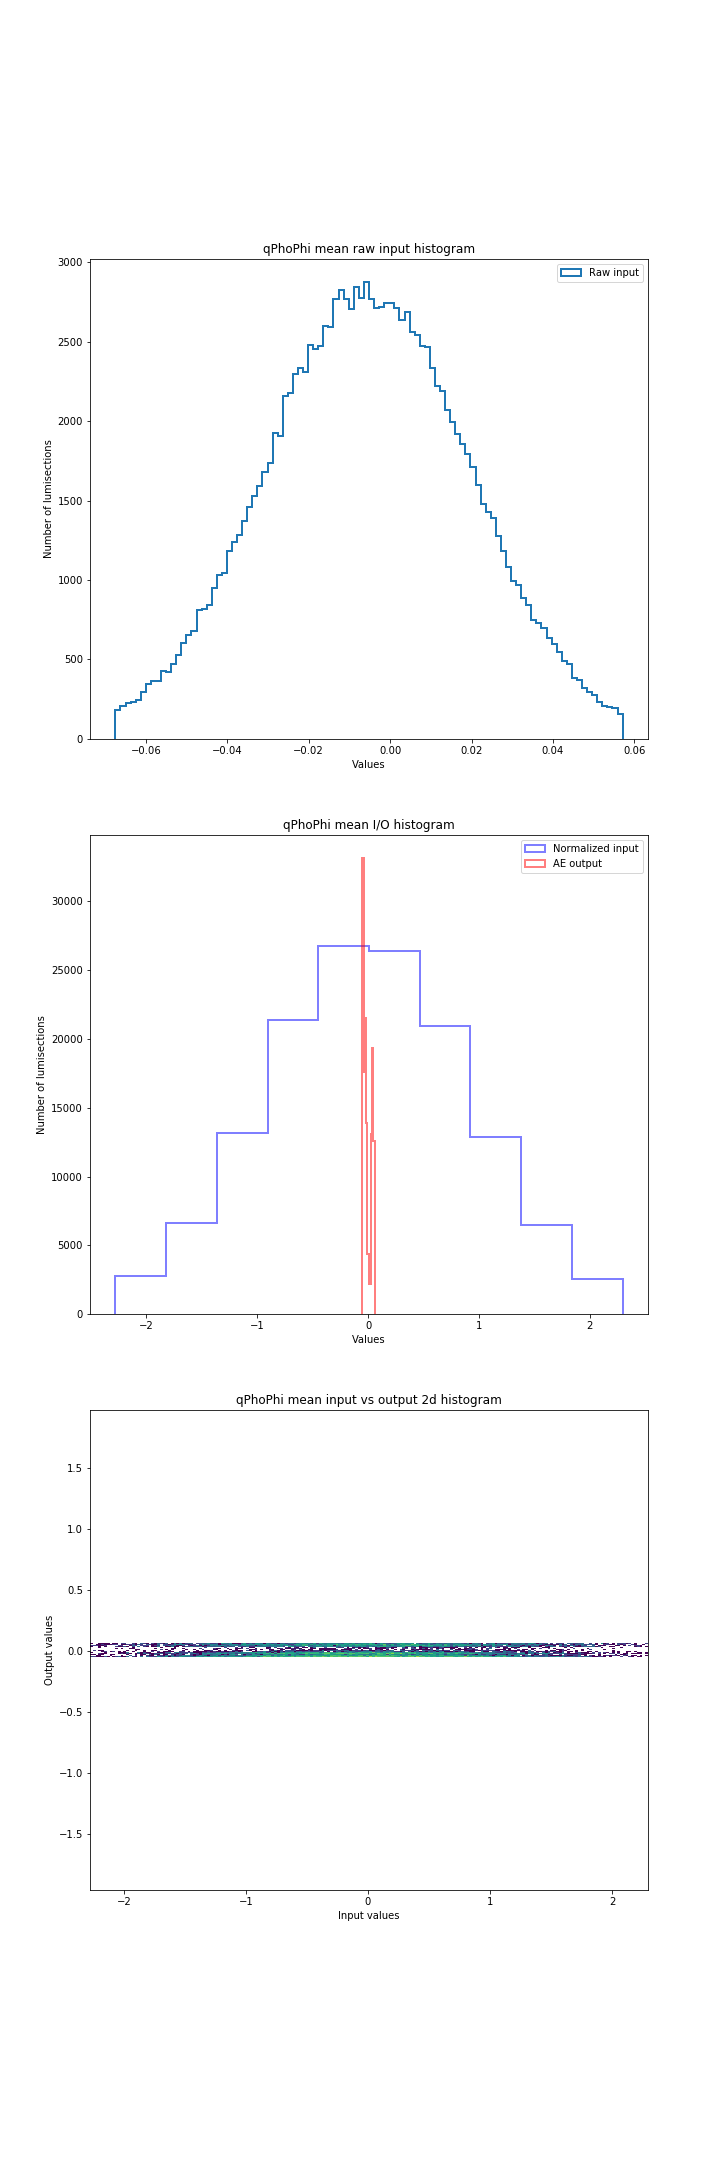 qPhoPhi mean raw input histogram
3000
2500
2000
1500
1000
500
0
Number of lumisections
Raw input
−0.06 −0.04 −0.02 0.00 0.02 0.04 0.06
Values
qPhoPhi mean I/O histogram
30000
25000
20000
15000
10000
5000
0
Number of lumisections
Normalized input
AE output
−2 −1 0 1 2
Values
qPhoPhi mean input vs output 2d histogram
1.5
1.0
0.5
0.0
−0.5
−1.0
−1.5
Output values
−2 −1 0 1 2
Input values